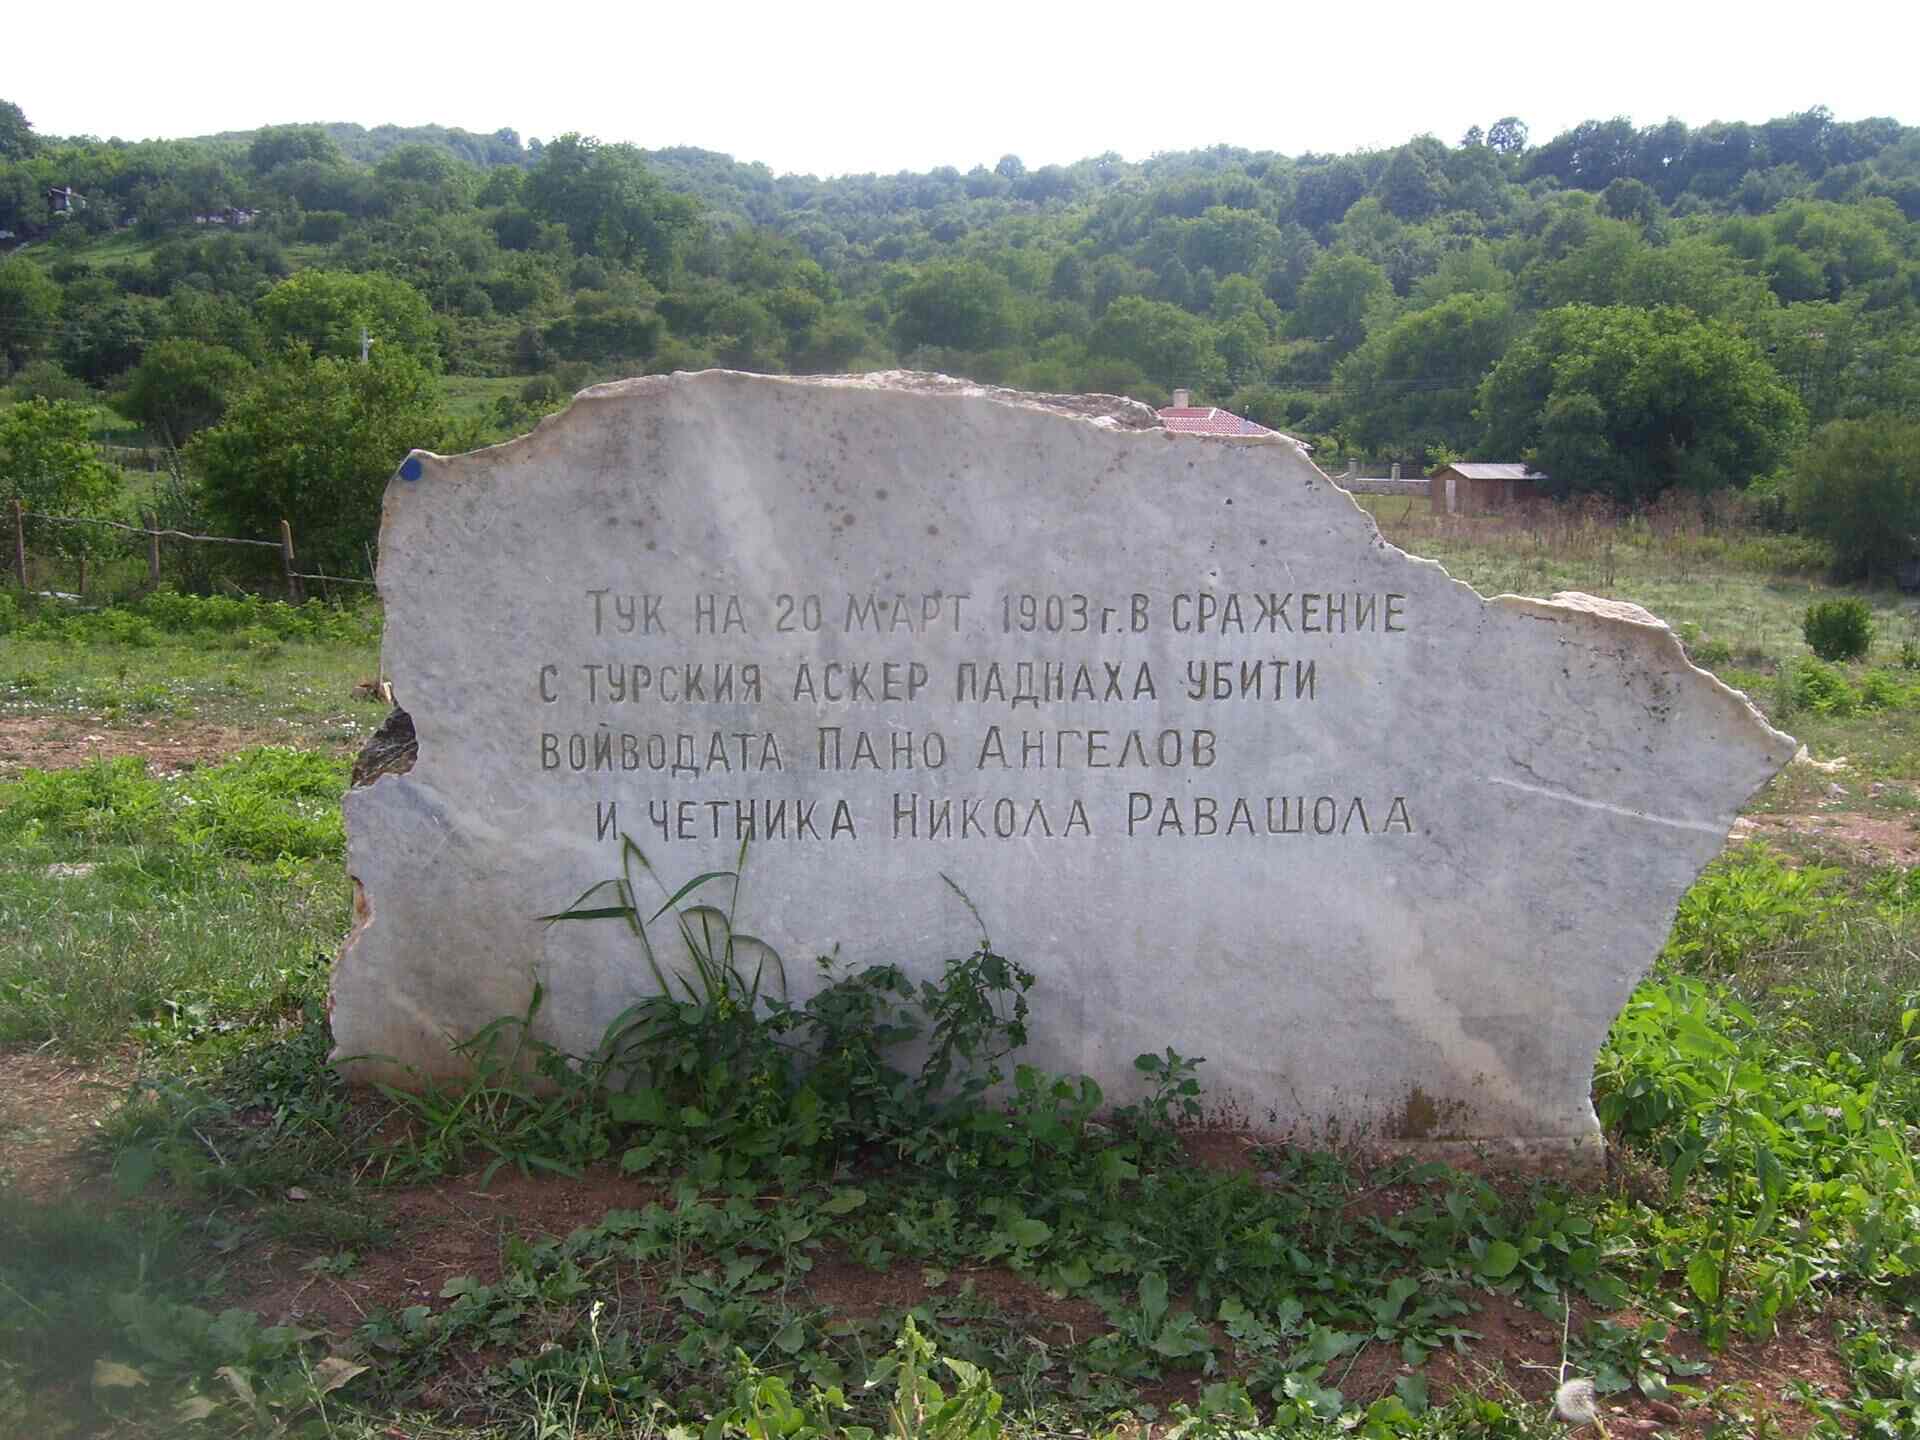 Тук на 20 март 1903 г. в сражение
с турския аскер паднаха убити
войводата Пано Ангелов
и четника Никола Равашола.